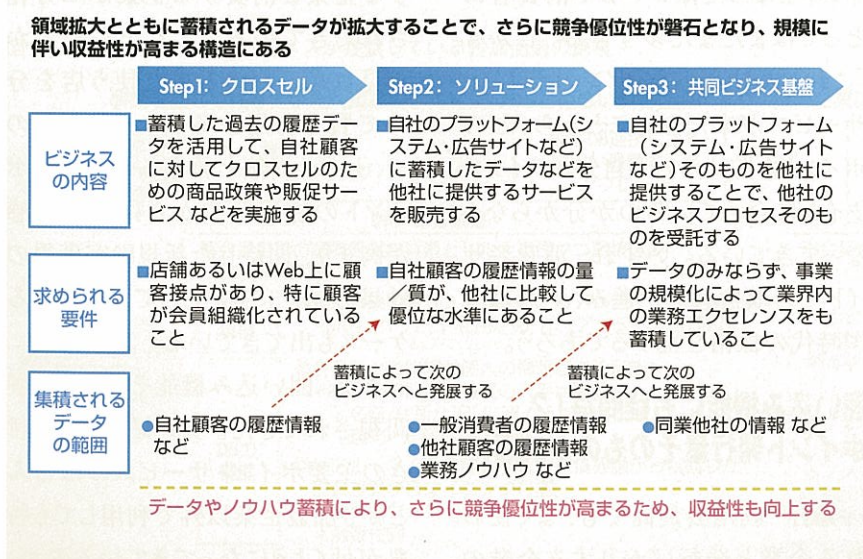 領域拡大とともに蓄積されるデータが拡大することで、さらに競争優位性が磐石となり、規模に
伴い収益性が高まる構造にある
Step1: クロスセル
Step2: ソリューション
Step3: 共同ビジネス基盤
ビジネス
の内容
■蓄積した過去の履歴デー
タを活用して、自社顧客
に対してクロスセルのた
めの商品政策や販促サー
ビス などを実施する
■自社のプラットフォーム(シ
ステム・広告サイトなど)
に蓄積したデータなどを
他社に提供するサービス
を販売する
■自社のプラットフォーム
(システム・広告サイト
など)そのものを他社に
提供することで、他社の
ビジネスプロセスそのも
のを受託する
求められる
要件
■店舗あるいはWeb上に顧
客接点があり、特に顧客
が会員組織化されている
こと
■自社顧客の履歴情報の量
/質が、他社に比較して
優位な水準にあること
■データのみならず、事業
の規模化によって業界内
の業務エクセレンスをも
蓄積していること
蓄積によって次の
ビジネスへと発展する
蓄積によって次の
ビジネスへと発展する
集積される
データ
の範囲
●自社顧客の履歴情報
など
●一般消費者の履歴情報
●他社顧客の履歴情報
●業務ノウハウ など
●同業他社の情報 など
データやノウハウ蓄積により、さらに競争優位性が高まるため、収益性も向上する